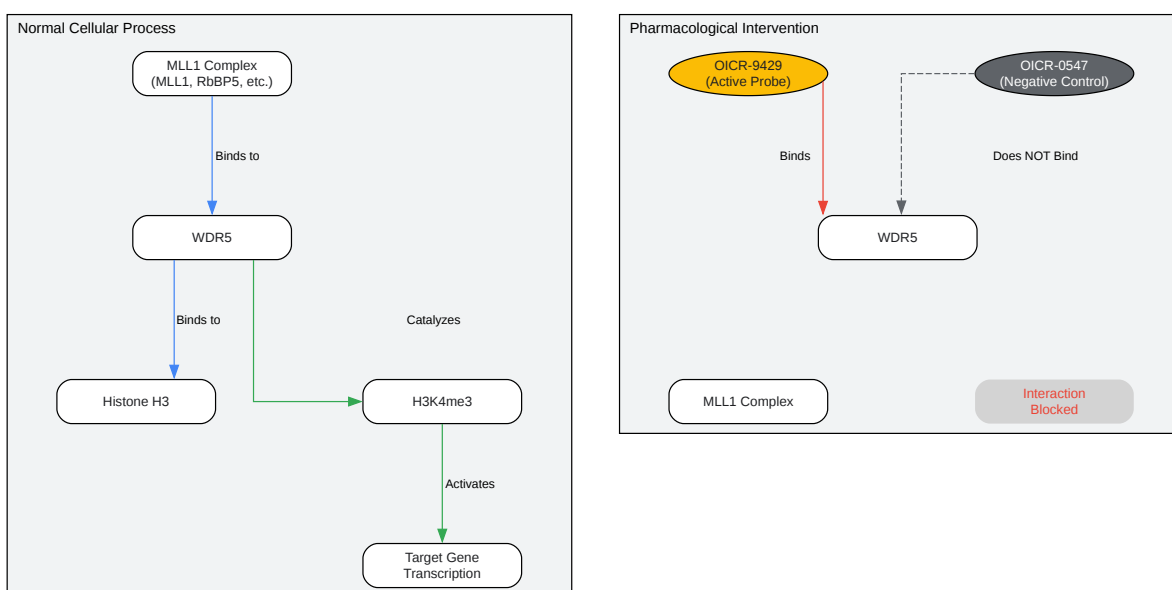 Normal Cellular Process
MLL1 Complex
(MLL1, RbBP5, etc.)
Binds to
WDR5
Binds to
Catalyzes
Histone H3
H3K4me3
Activates
Target Gene
Transcription
Pharmacological Intervention
OICR-9429
(Active Probe)
OICR-0547
(Negative Control)
Binds
Does NOT Bind
WDR5
MLL1 Complex
Interaction
Blocked